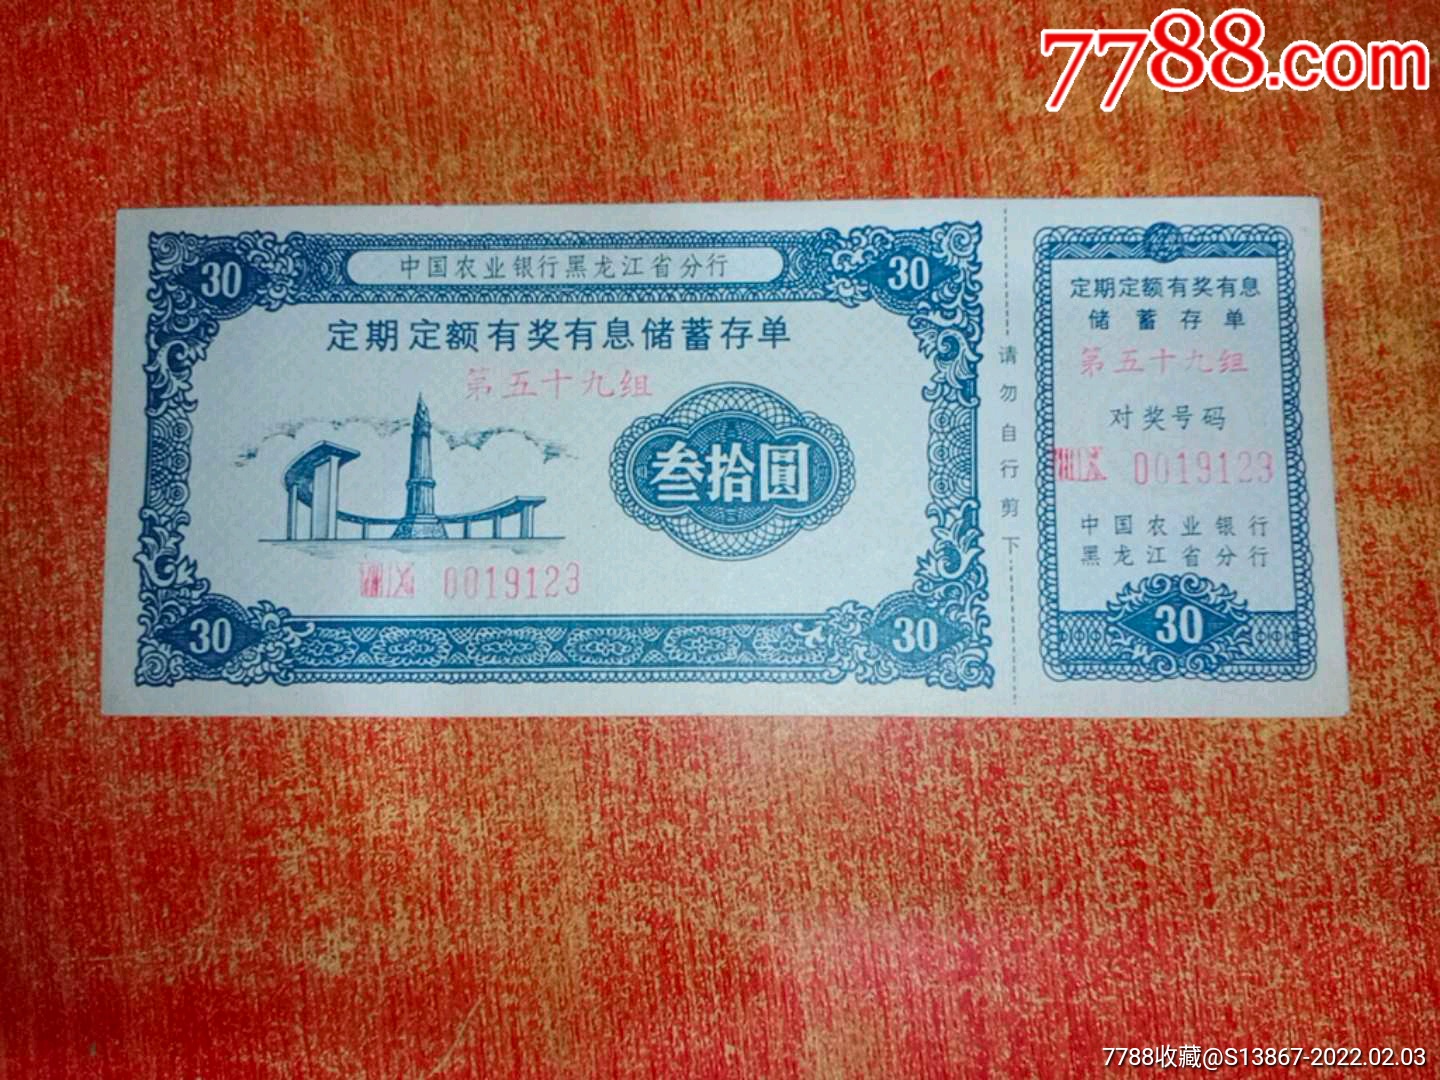 7788.com
中国农业银行黑龙江省分行
30
30
定期定额有奖有息储蓄存单
第五十九组
叁拾圆
0019123
30
30
请勿自行剪下
定期定额有奖有息
储蓄存单
第五十九组
对奖号码
0019123
中国农业银行
黑龙江省分行
30
7788收藏@S13867-2022.02.03